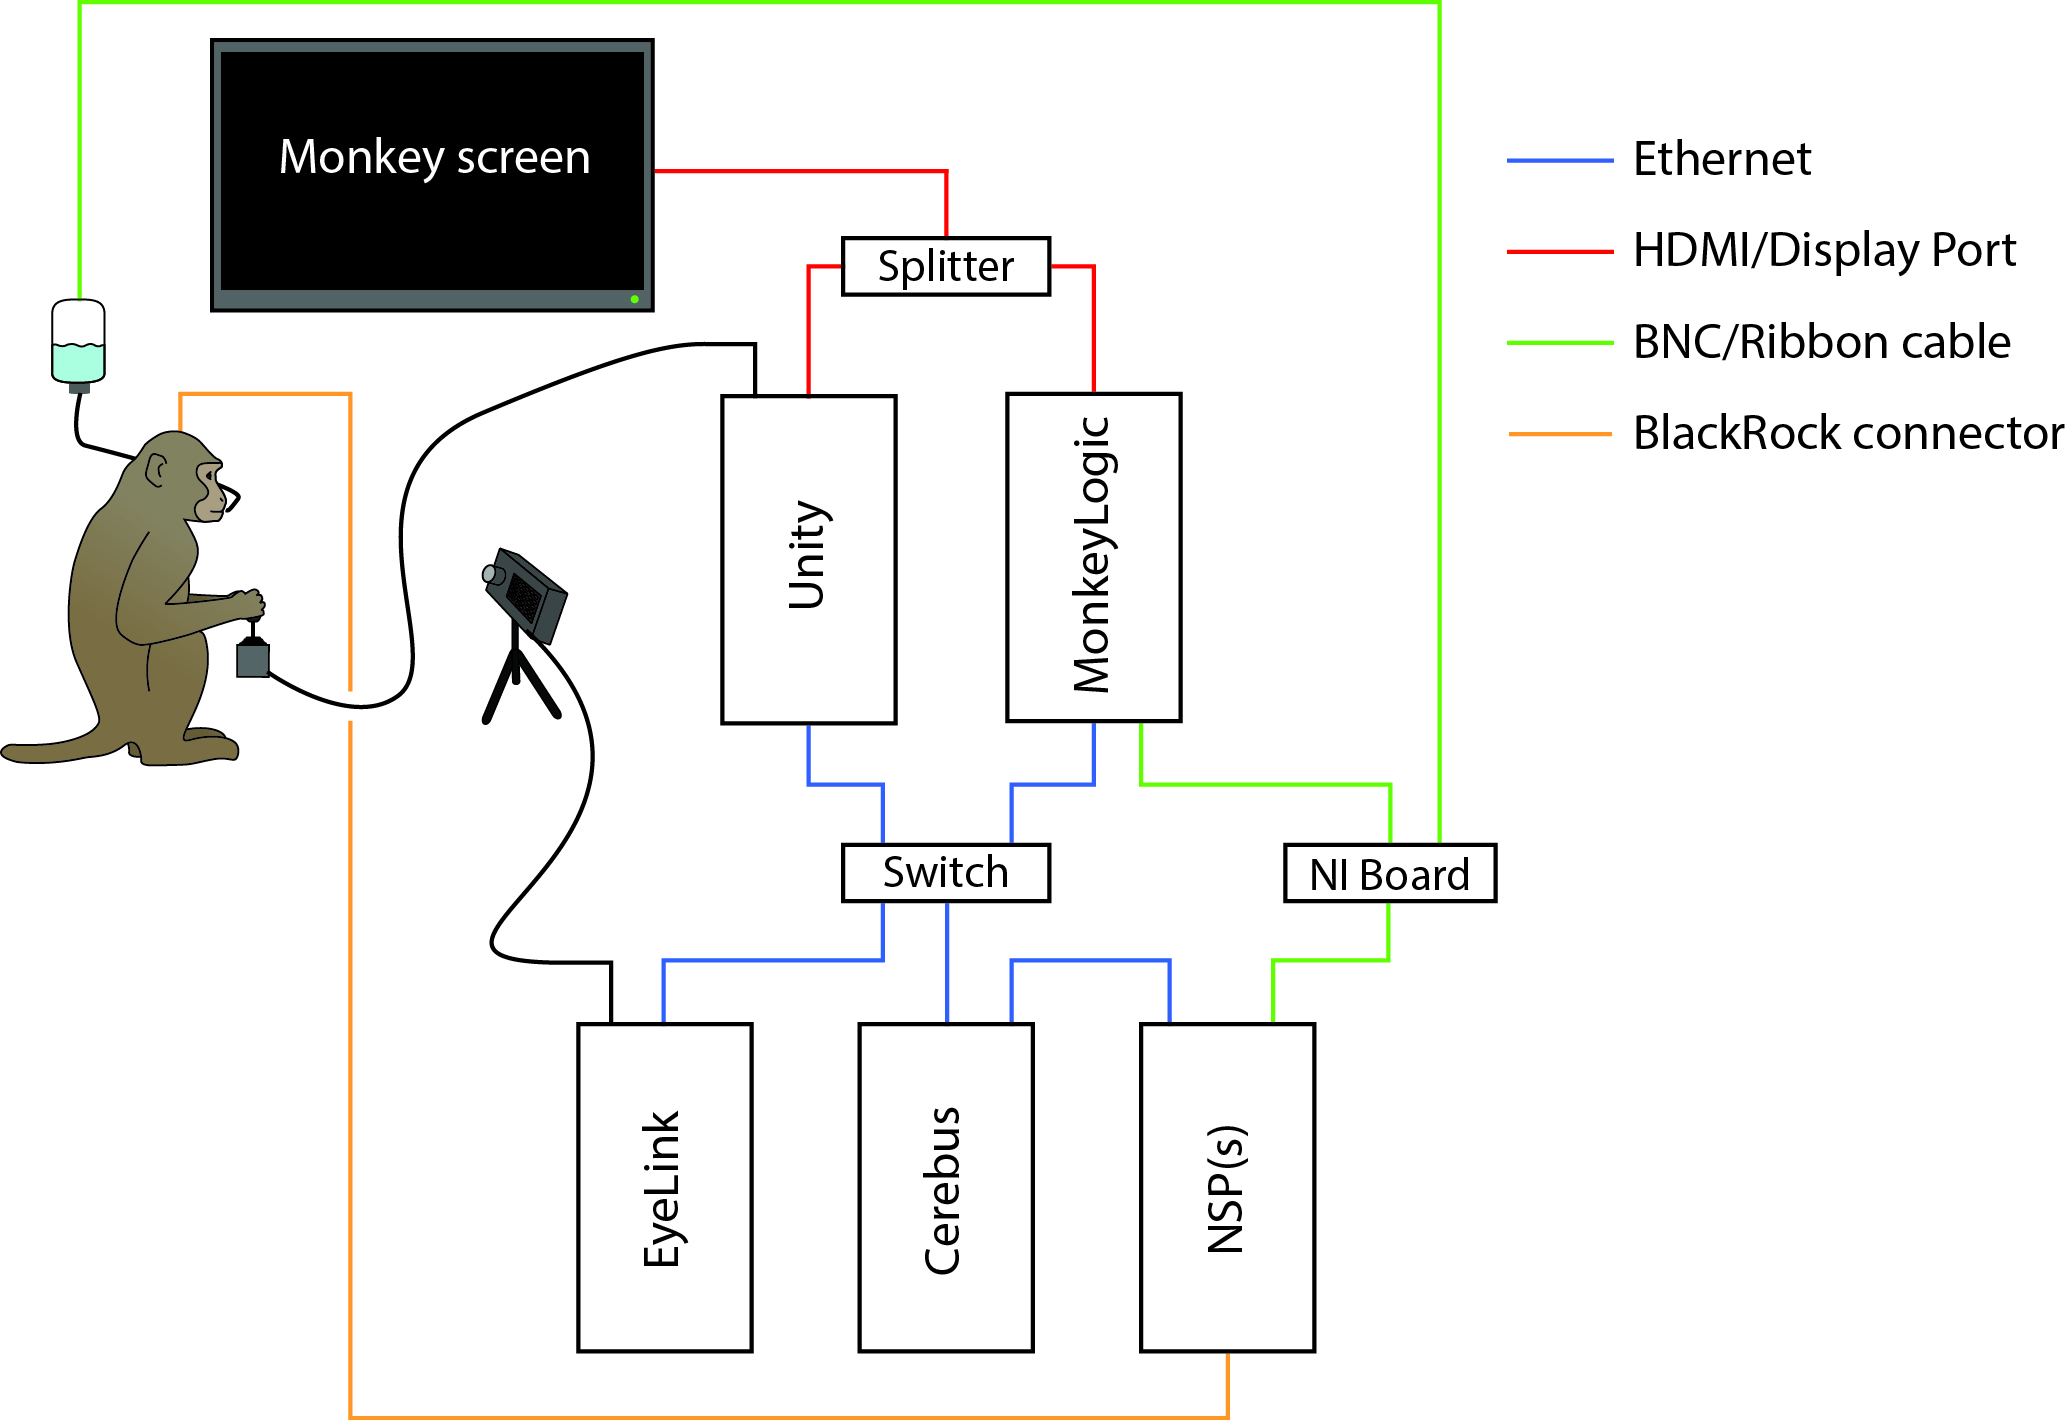 Monkey screen
Splitter
Ethernet
HDMI/Display Port
BNC/Ribbon cable
BlackRock connector
Unity
MonkeyLogic
Switch
NI Board
EyeLink
Cerebus
NSP(s)